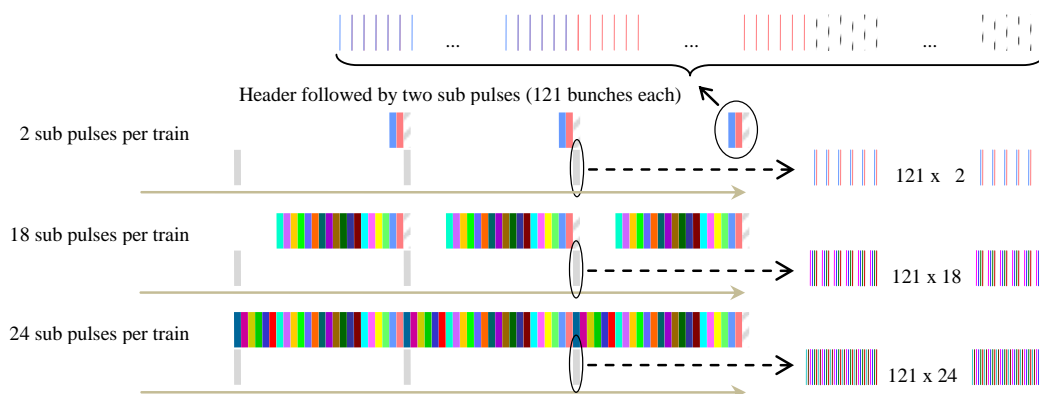 ... ... ...
Header followed by two sub pulses (121 bunches each)
2 sub pulses per train
121 x 2
18 sub pulses per train
121 x 18
24 sub pulses per train
121 x 24